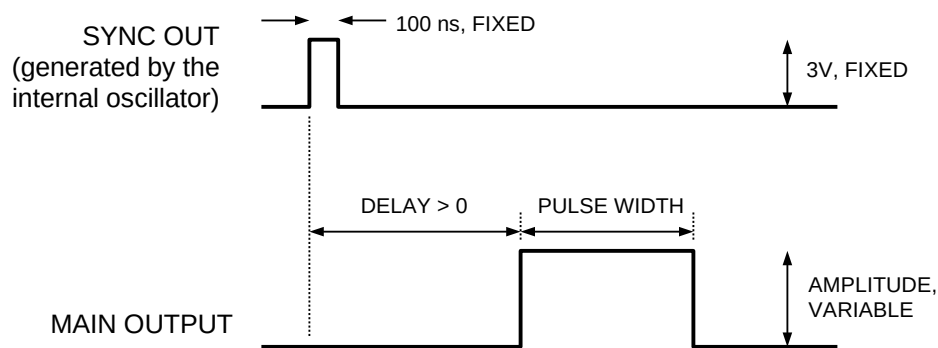 SYNC OUT
(generated by the
internal oscillator)
100 ns, FIXED
3V, FIXED
DELAY > 0
PULSE WIDTH
AMPLITUDE,
VARIABLE
MAIN OUTPUT